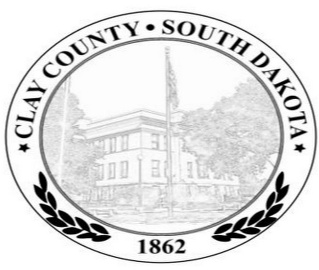 ★ CLAY COUNTY • SOUTH DAKOTA ★
1862